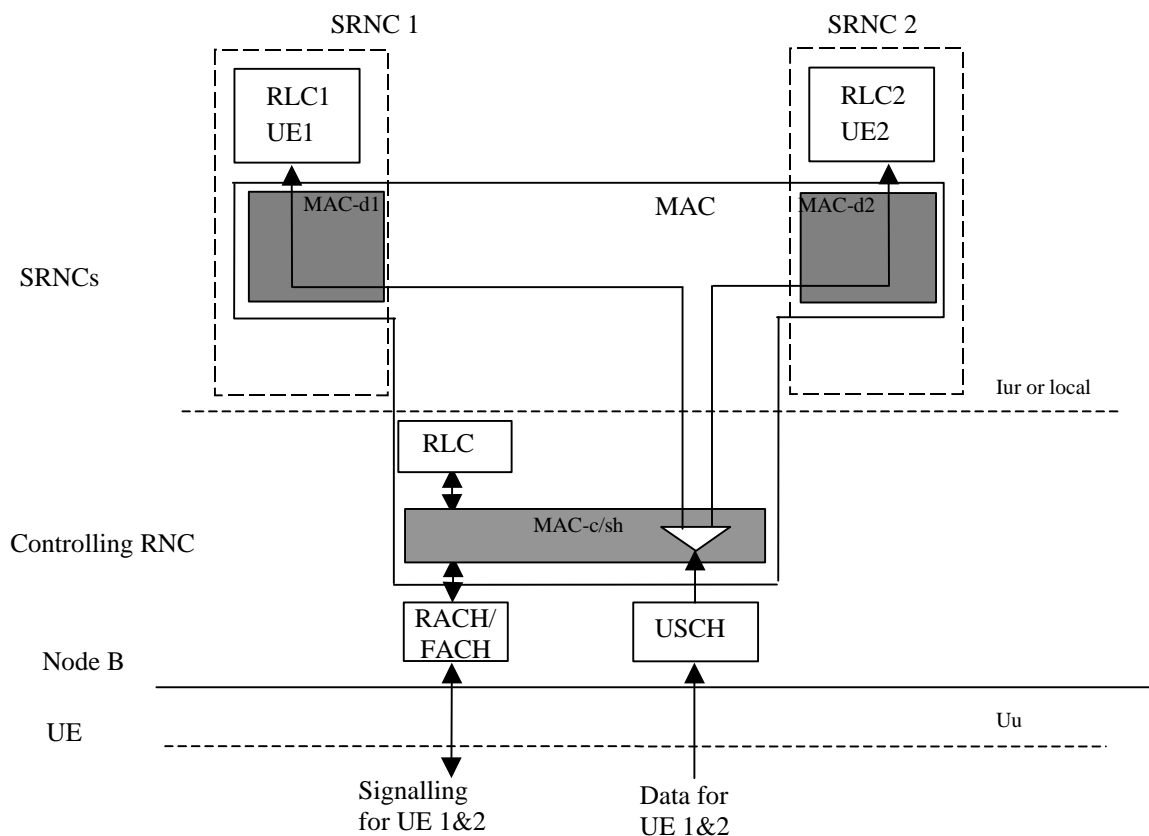 SRNC 1
SRNC 2
RLC1
UE1
RLC2
UE2
MAC-d1
MAC
MAC-d2
SRNCs
Iur or local
RLC
MAC-c/sh
Controlling RNC
RACH/
FACH
USCH
Node B
UE
Uu
Signalling
for UE 1&2
Data for
UE 1&2